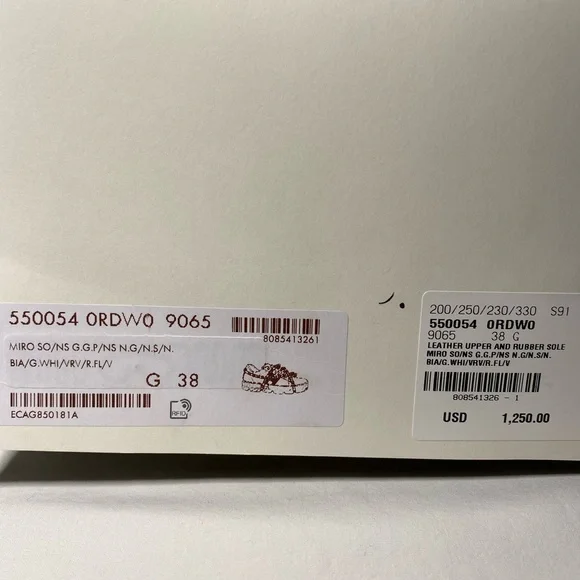 550054 0RDW0 9065
8085413261
MIRO SO/NS G.G.P/NS N.G/N.S/N.
BIA/G.WHI/VRV/R.FL/V
G 38
ECAG850181A
RFID
200/250/230/330 S91
550054 0RDW0
9065 38 G
LEATHER UPPER AND RUBBER SOLE
MIRO SO/NS G.G.P/NS N.G/N.S/N.
BIA/G.WHI/VRV/R.FL/V
808541326 - 1
USD 1,250.00